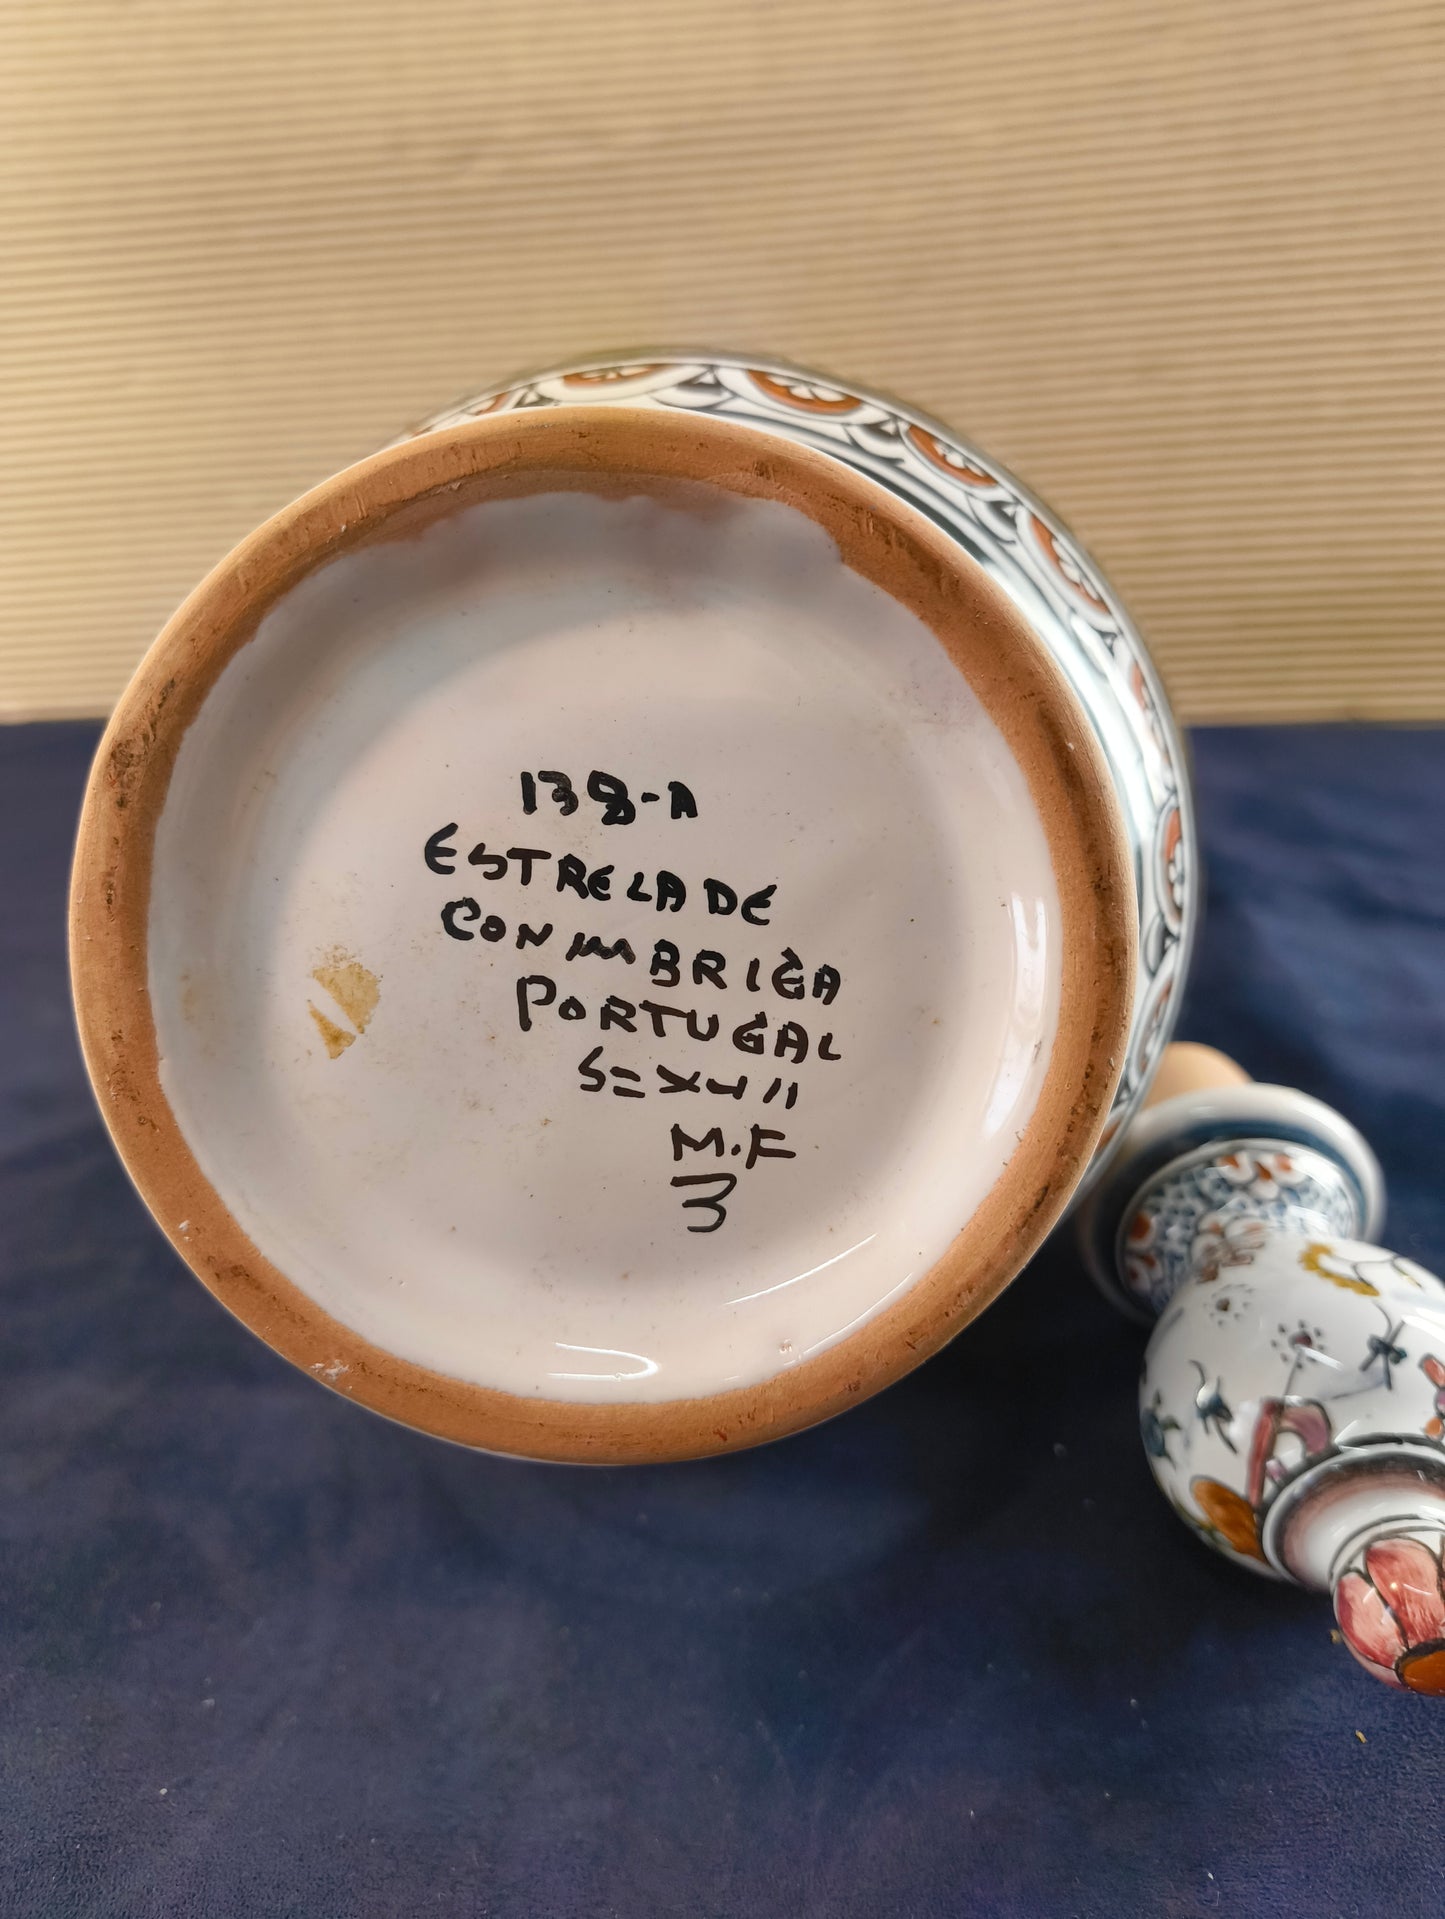 138-A
ESTRELA DE
CONIMBRIGA
PORTUGAL
S=XVII
M.F
3